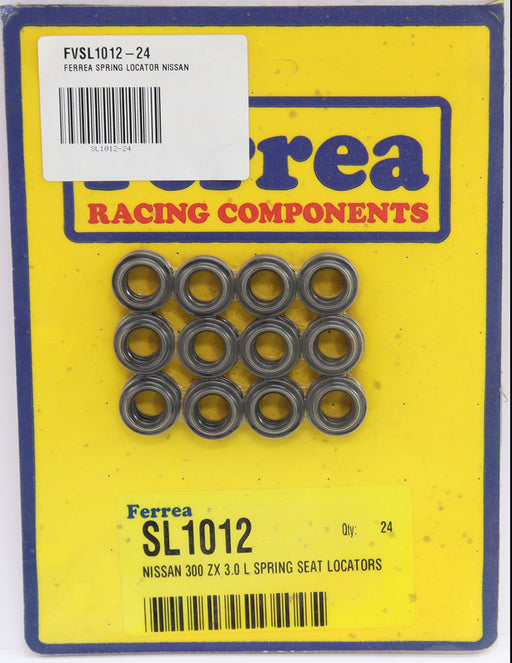 FVSL1012-24
FERREA SPRING LOCATOR NISSAN
SL1012-24
Ferrea
RACING COMPONENTS
Ferrea
SL1012 Qty: 24
NISSAN 300 ZX 3.0 L SPRING SEAT LOCATORS